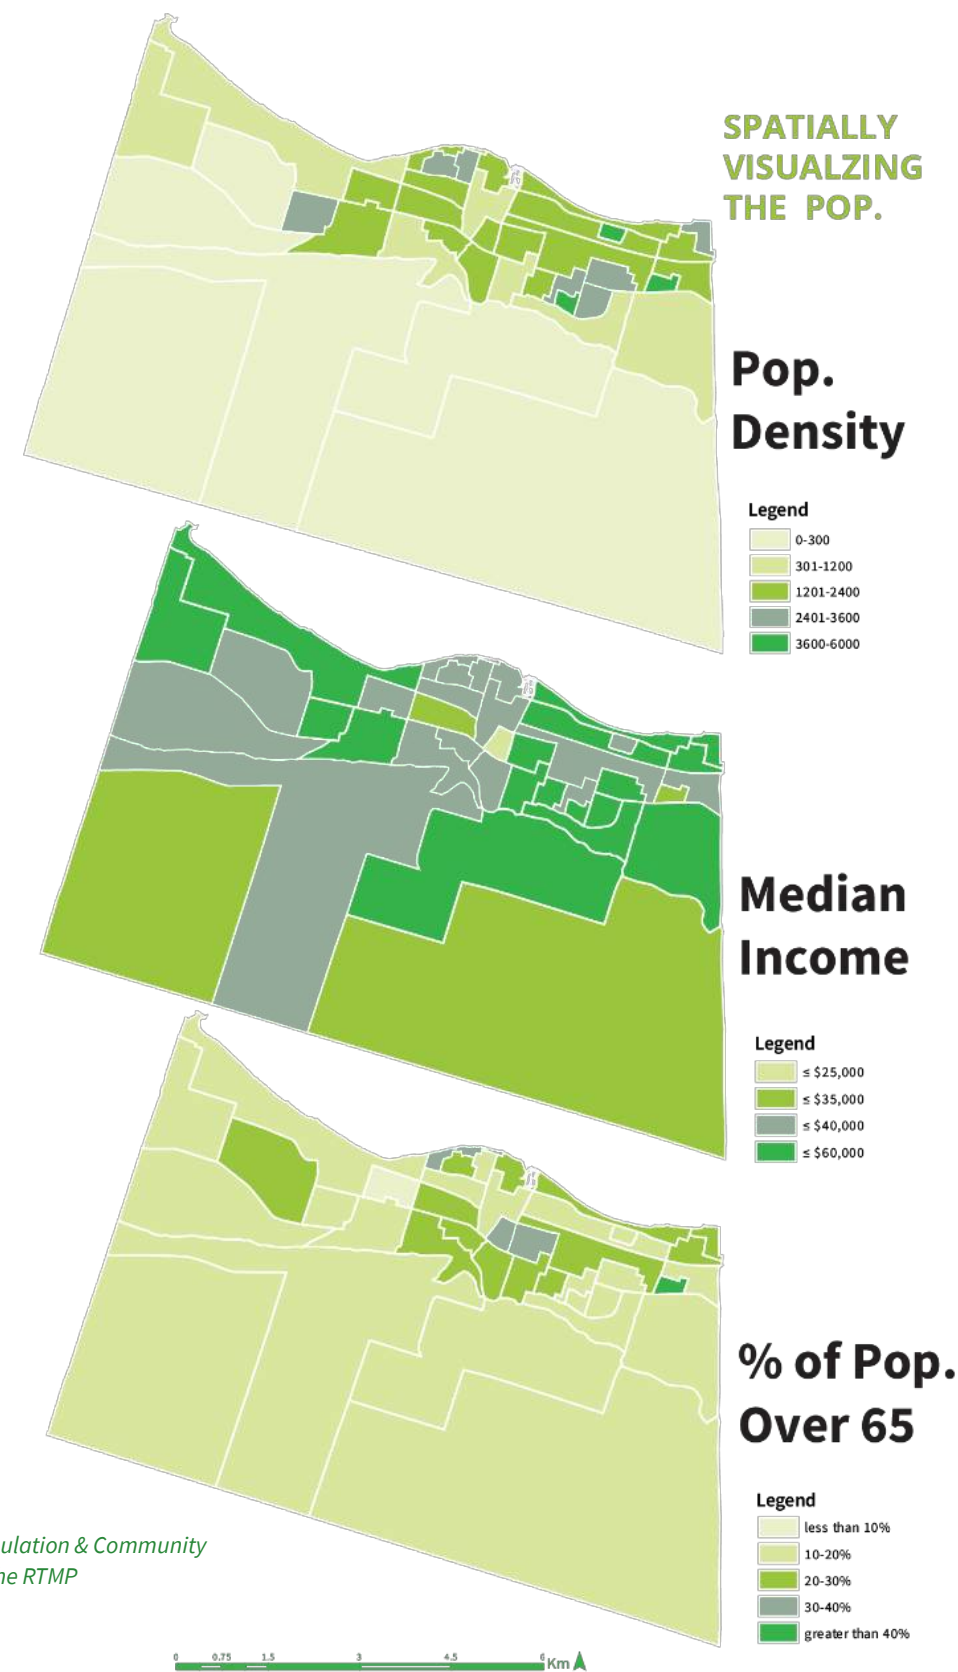 SPATIALLY
VISUALZING
THE POP.
Pop.
Density
Legend
0-300
301-1200
1201-2400
2401-3600
3600-6000
Median
Income
Legend
≤ $25,000
≤ $35,000
≤ $40,000
≤ $60,000
% of Pop.
Over 65
Legend
less than 10%
10-20%
20-30%
30-40%
greater than 40%
ulation & Community
ne RTMP
0 0.75 1.5 3 4.5 6 Km